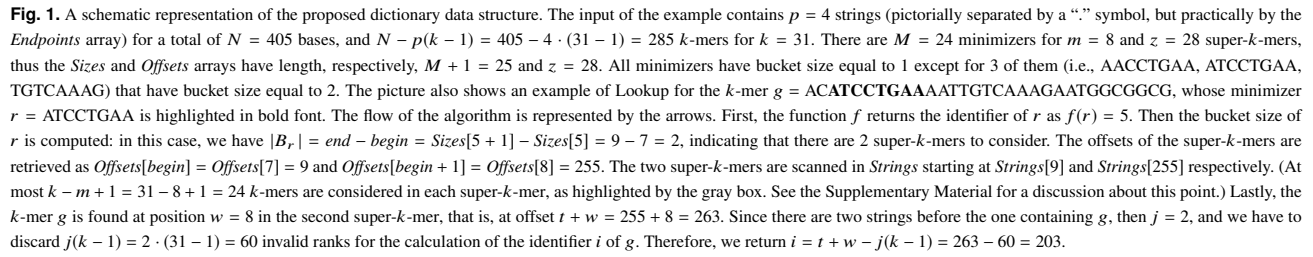 Fig. 1. A schematic representation of the proposed dictionary data structure. The input of the example contains p = 4 strings (pictorially separated by a “.” symbol, but practically by the
Endpoints array) for a total of N = 405 bases, and N − p(k − 1) = 405 − 4 · (31 − 1) = 285 k-mers for k = 31. There are M = 24 minimizers for m = 8 and z = 28 super-k-mers,
thus the Sizes and Offsets arrays have length, respectively, M + 1 = 25 and z = 28. All minimizers have bucket size equal to 1 except for 3 of them (i.e., AACCTGAA, ATCCTGAA,
TGTCAAAG) that have bucket size equal to 2. The picture also shows an example of Lookup for the k-mer g = ACATCCTGAAAATTGTCAAAGAATGGCGGCG, whose minimizer
r = ATCCTGAA is highlighted in bold font. The flow of the algorithm is represented by the arrows. First, the function f returns the identifier of r as f(r) = 5. Then the bucket size of
r is computed: in this case, we have |Br| = end − begin = Sizes[5 + 1] − Sizes[5] = 9 − 7 = 2, indicating that there are 2 super-k-mers to consider. The offsets of the super-k-mers are
retrieved as Offsets[begin] = Offsets[7] = 9 and Offsets[begin + 1] = Offsets[8] = 255. The two super-k-mers are scanned in Strings starting at Strings[9] and Strings[255] respectively. (At
most k − m + 1 = 31 − 8 + 1 = 24 k-mers are considered in each super-k-mer, as highlighted by the gray box. See the Supplementary Material for a discussion about this point.) Lastly, the
k-mer g is found at position w = 8 in the second super-k-mer, that is, at offset t + w = 255 + 8 = 263. Since there are two strings before the one containing g, then j = 2, and we have to
discard j(k − 1) = 2 · (31 − 1) = 60 invalid ranks for the calculation of the identifier i of g. Therefore, we return i = t + w − j(k − 1) = 263 − 60 = 203.